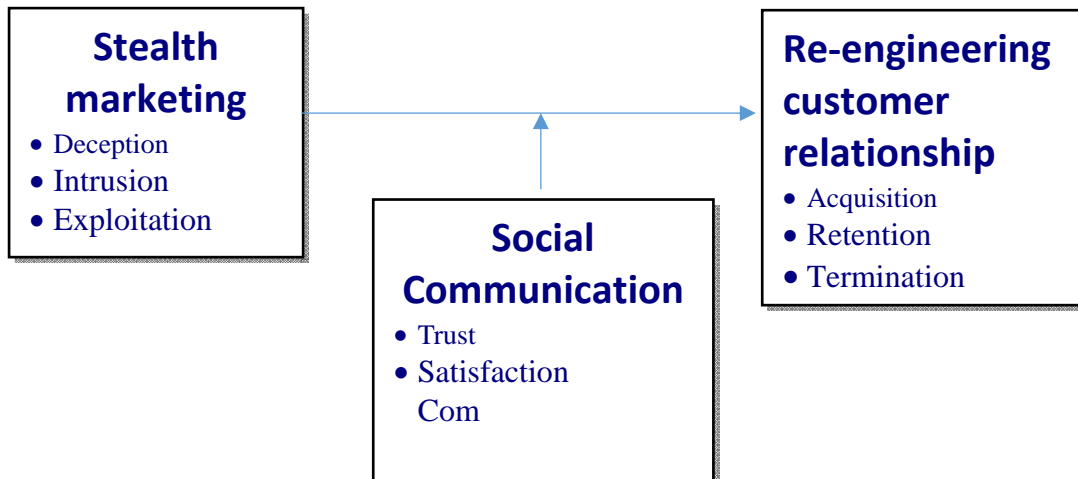 Stealth
marketing
• Deception
• Intrusion
• Exploitation
Social
Communication
• Trust
• Satisfaction
Com
Re-engineering
customer
relationship
• Acquisition
• Retention
• Termination